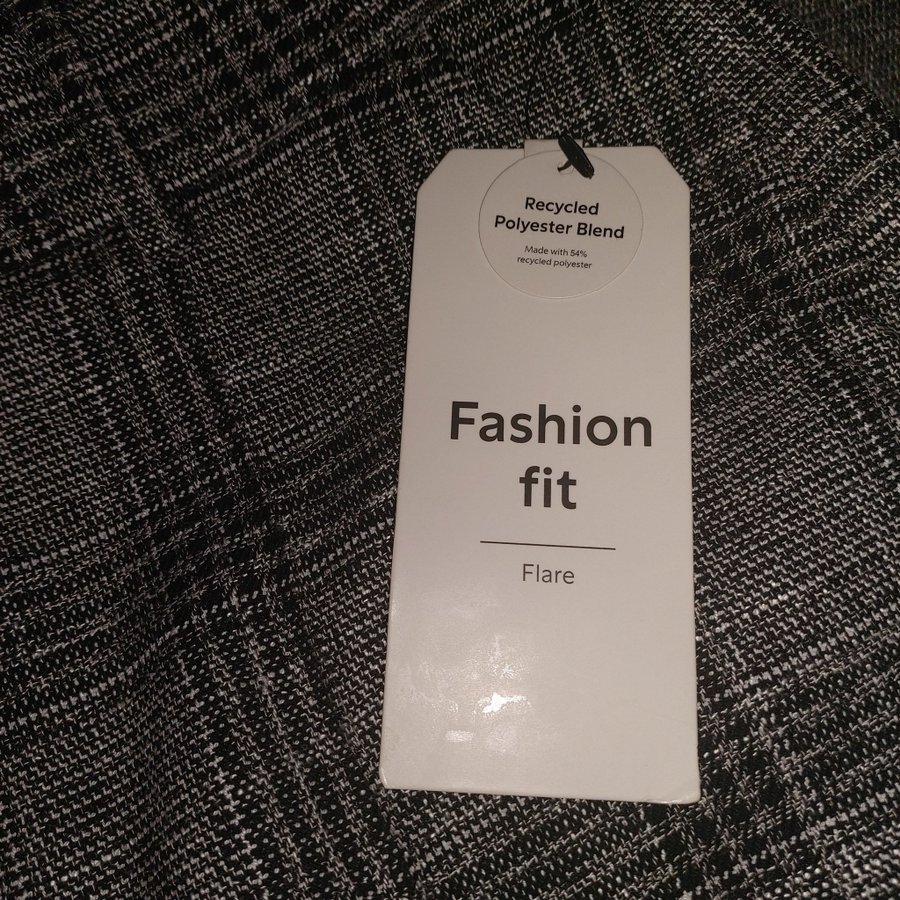 Recycled
Polyester Blend
Made with 54%
recycled polyester
Fashion
fit
Flare